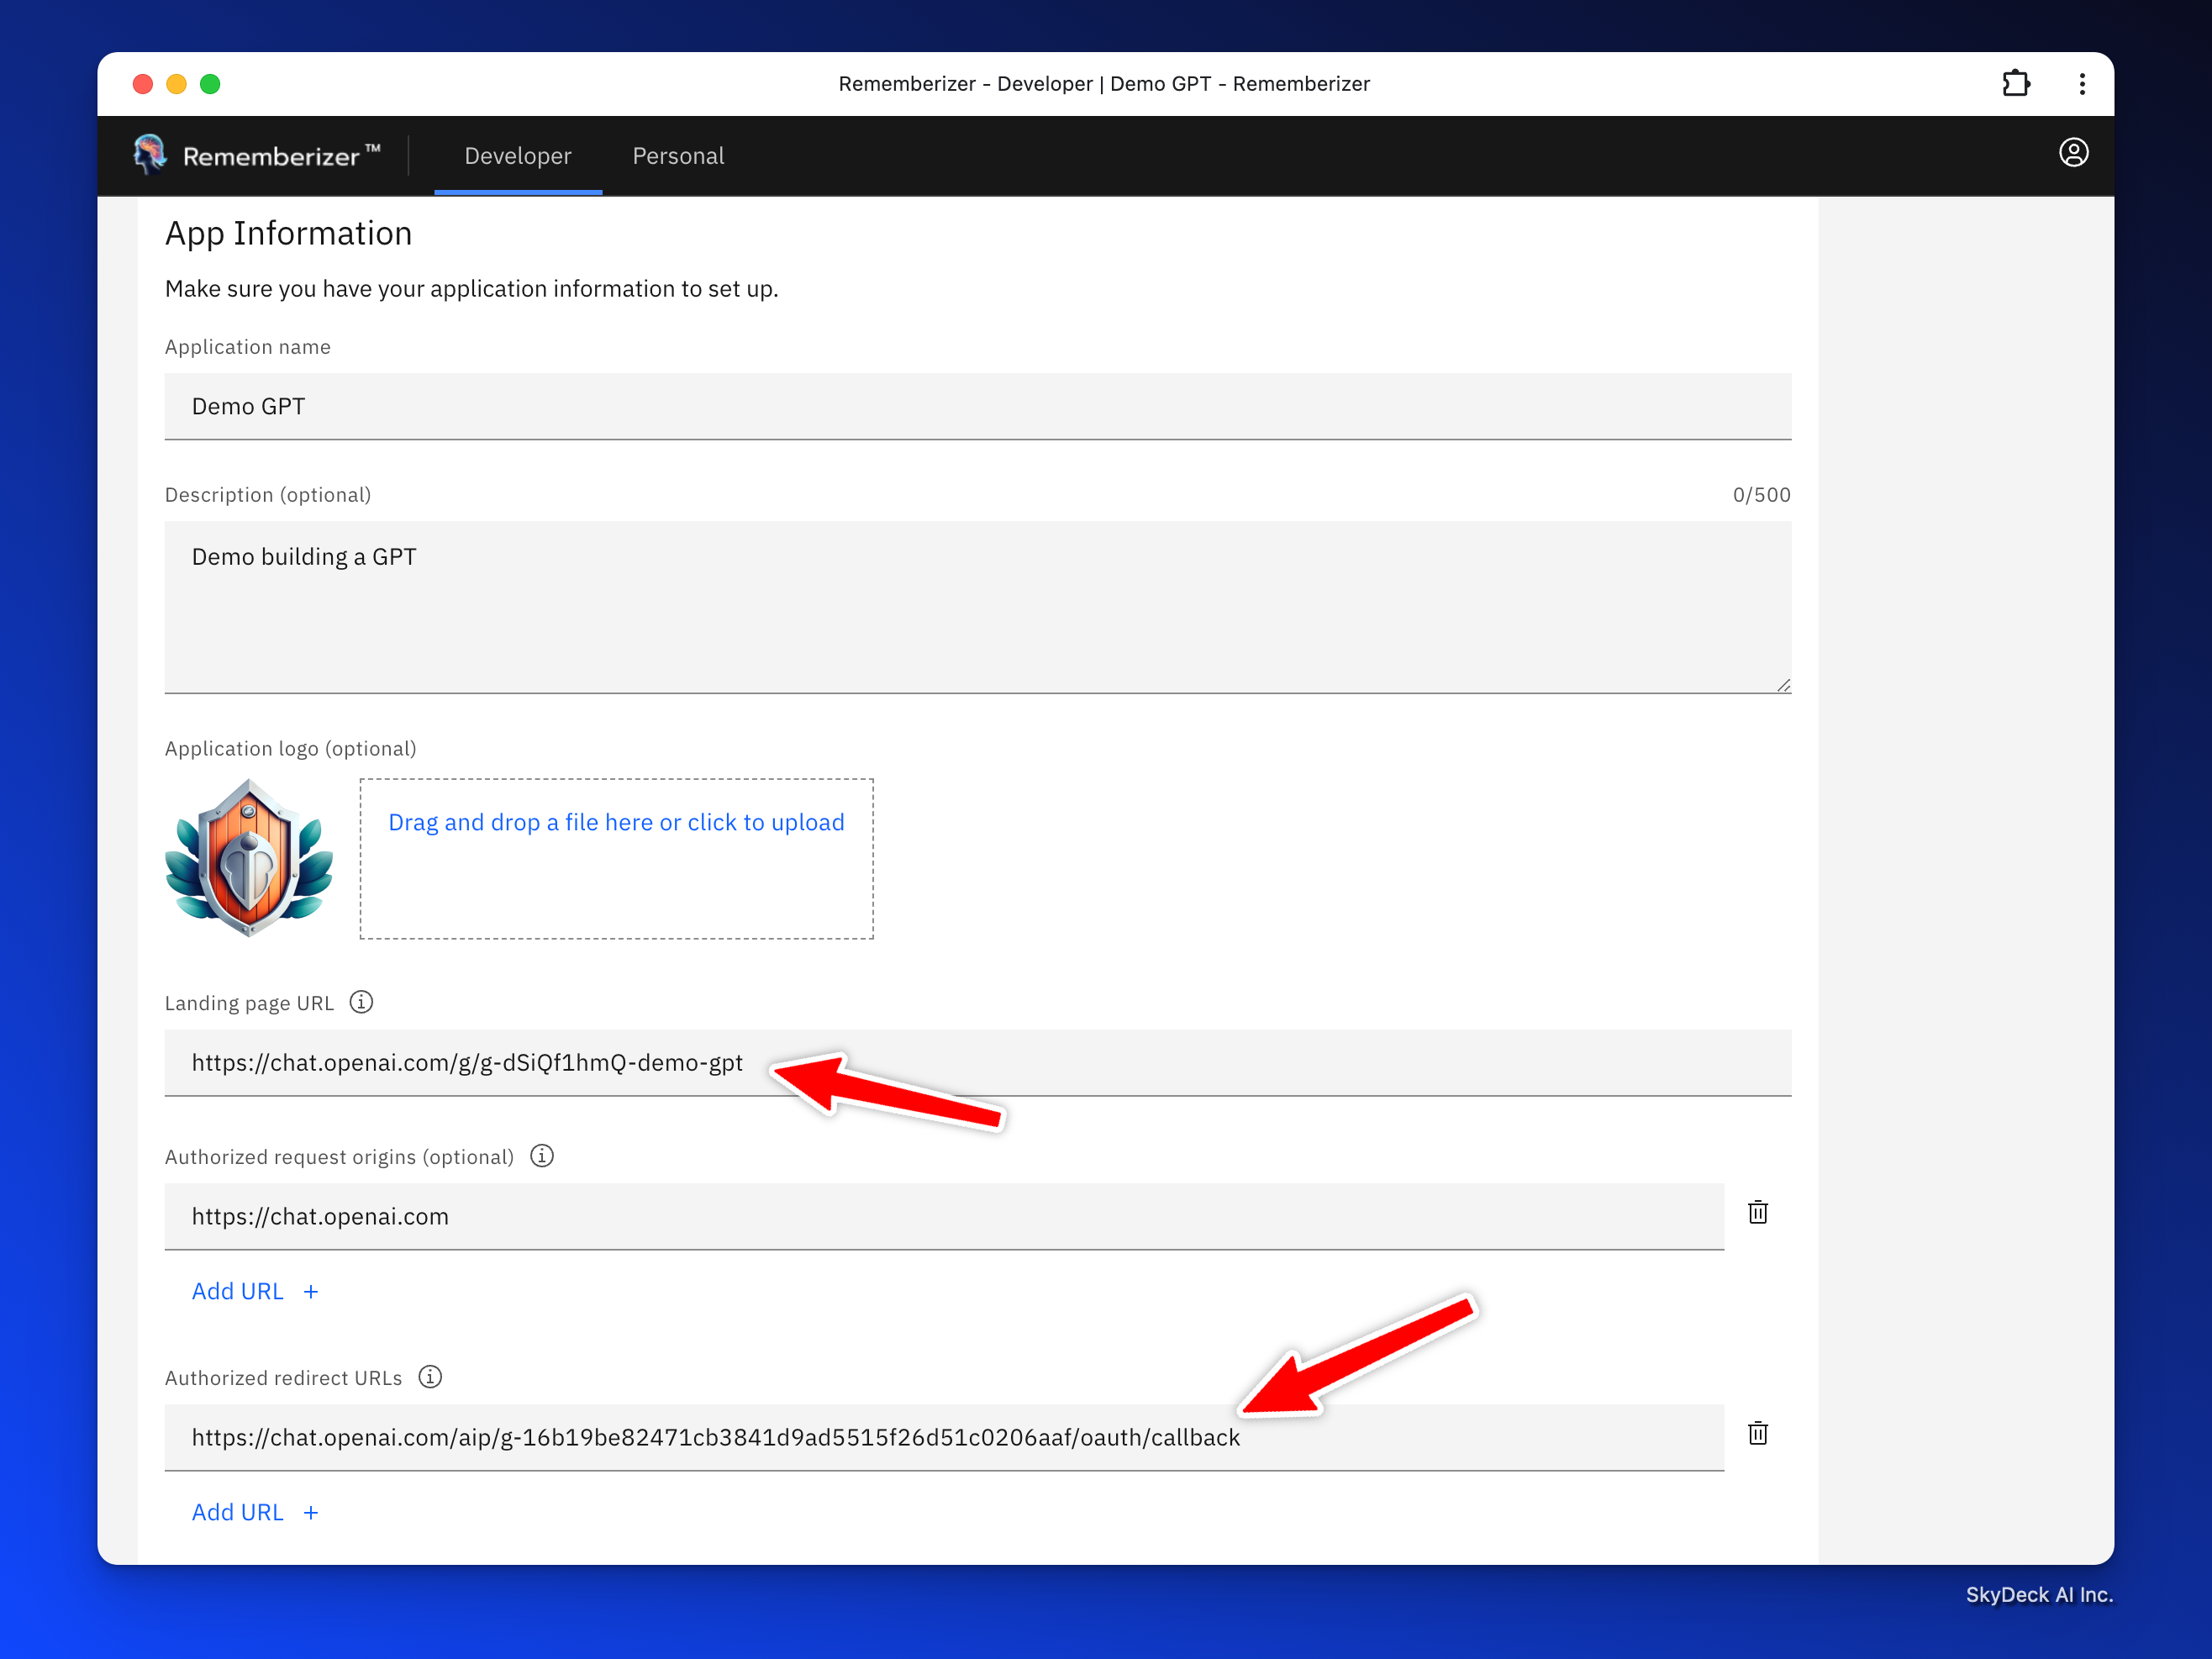 Rememberizer - Developer | Demo GPT - Rememberizer
Rememberizer™
Developer
Personal
App Information
Make sure you have your application information to set up.
Application name
Demo GPT
Description (optional)
0/500
Demo building a GPT
Application logo (optional)
Drag and drop a file here or click to upload
Landing page URL
https://chat.openai.com/g/g-dSiQf1hmQ-demo-gpt
Authorized request origins (optional)
https://chat.openai.com
Add URL +
Authorized redirect URLs
https://chat.openai.com/aip/g-16b19be82471cb3841d9ad5515f26d51c0206aaf/oauth/callback
Add URL +
SkyDeck AI Inc.